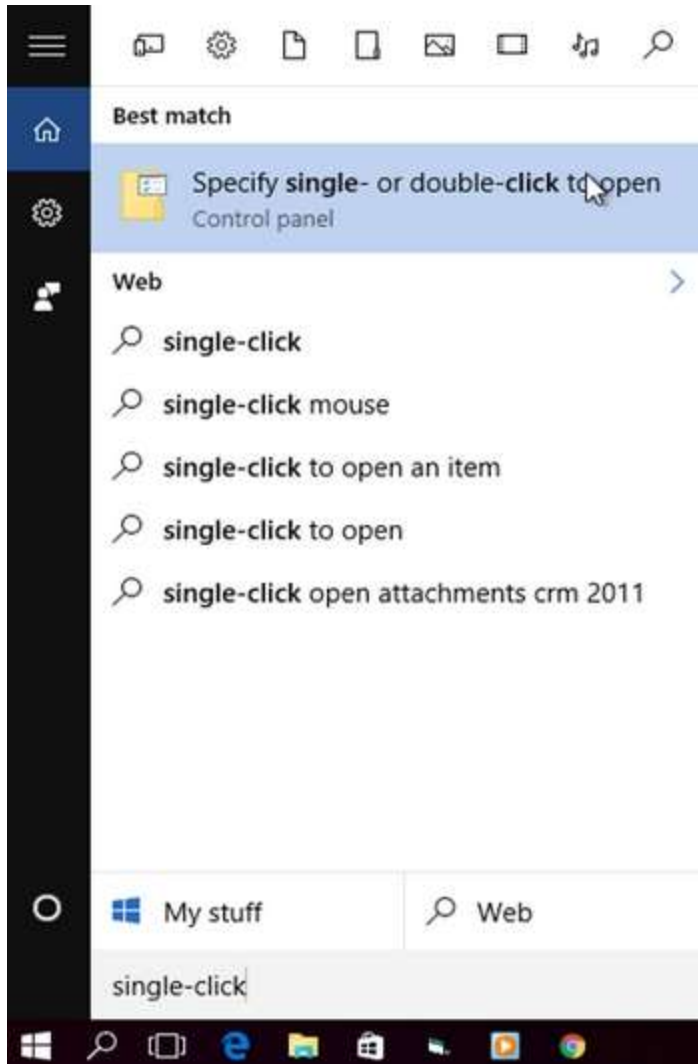 Best match
Specify single- or double-click to open
Control panel
Web
single-click
single-click mouse
single-click to open an item
single-click to open
single-click open attachments crm 2011
My stuff
Web
single-click